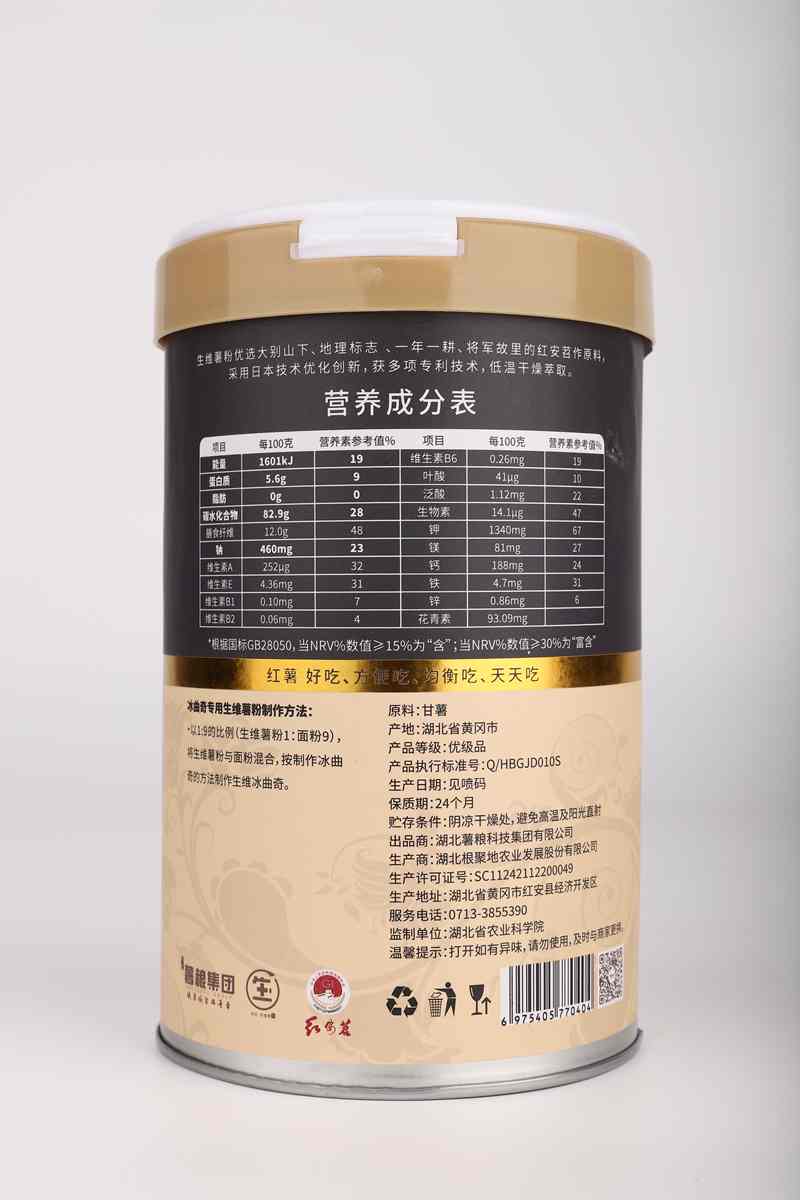 生维薯粉优选大别山下、地理标志、一年一耕、将军故里的红安苕作原料，
采用日本技术优化创新，获多项专利技术，低温干燥萃取。
营养成分表
项目 每100克 营养素参考值% 项目 每100克 营养素参考值%
能量 1601kJ 19 维生素B6 0.26mg 19
蛋白质 5.6g 9 叶酸 41μg 10
脂肪 0g 0 泛酸 1.12mg 22
碳水化合物 82.9g 28 生物素 14.1μg 47
膳食纤维 12.0g 48 钾 1340mg 67
钠 460mg 23 镁 81mg 27
维生素A 252μg 32 钙 188mg 24
维生素E 4.36mg 31 铁 4.7mg 31
维生素B1 0.10mg 7 锌 0.86mg 6
维生素B2 0.06mg 4 花青素 93.09mg
*根据国标GB28050，当NRV%数值≥15%为“含”；当NRV%数值≥30%为“富含”
红薯 好吃、方便吃、均衡吃、天天吃
冰曲奇专用生维薯粉制作方法：
·以1:9的比例（生维薯粉1：面粉9），
将生维薯粉与面粉混合，按制作冰曲
奇的方法制作生维冰曲奇。
原料：甘薯
产地：湖北省黄冈市
产品等级：优级品
产品执行标准号：Q/HBGJD010S
生产日期：见喷码
保质期：24个月
贮存条件：阴凉干燥处，避免高温及阳光直射
出品商：湖北薯粮科技集团有限公司
生产商：湖北根聚地农业发展股份有限公司
生产许可证号：SC11242112200049
生产地址：湖北省黄冈市红安县经济开发区
服务电话：0713-3855390
监制单位：湖北省农业科学院
温馨提示：打开如有异味，请勿使用，及时与商家更换。
薯粮集团
生
GI
红安苕
6 975405 770404